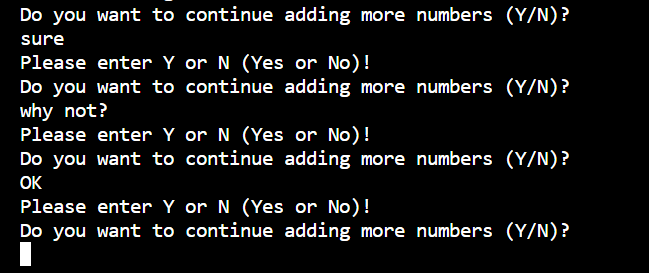 Do you want to continue adding more numbers (Y/N)?
sure
Please enter Y or N (Yes or No)!
Do you want to continue adding more numbers (Y/N)?
why not?
Please enter Y or N (Yes or No)!
Do you want to continue adding more numbers (Y/N)?
OK
Please enter Y or N (Yes or No)!
Do you want to continue adding more numbers (Y/N)?